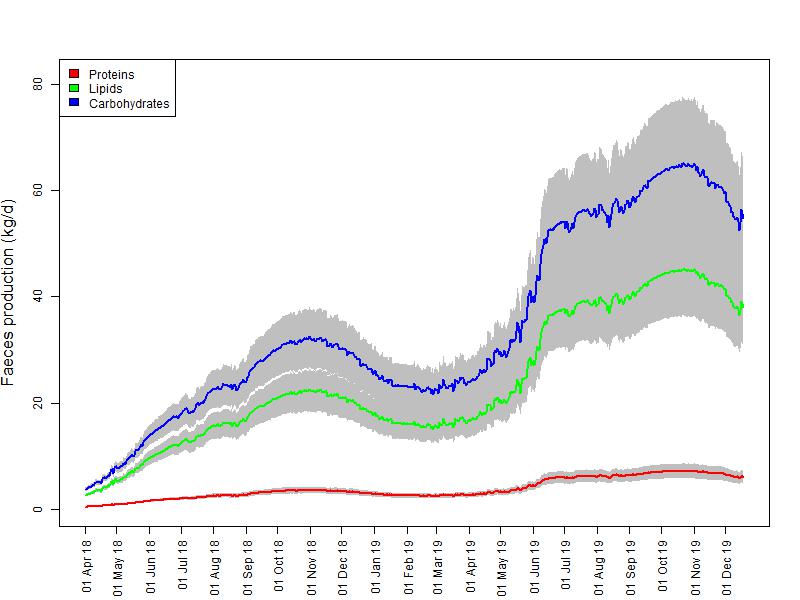 Proteins
Lipids
Carbohydrates
Faeces production (kg/d)
80
60
40
20
0
01 Apr 18
01 May 18
01 Jun 18
01 Jul 18
01 Aug 18
01 Sep 18
01 Oct 18
01 Nov 18
01 Dec 18
01 Jan 19
01 Feb 19
01 Mar 19
01 Apr 19
01 May 19
01 Jun 19
01 Jul 19
01 Aug 19
01 Sep 19
01 Oct 19
01 Nov 19
01 Dec 19